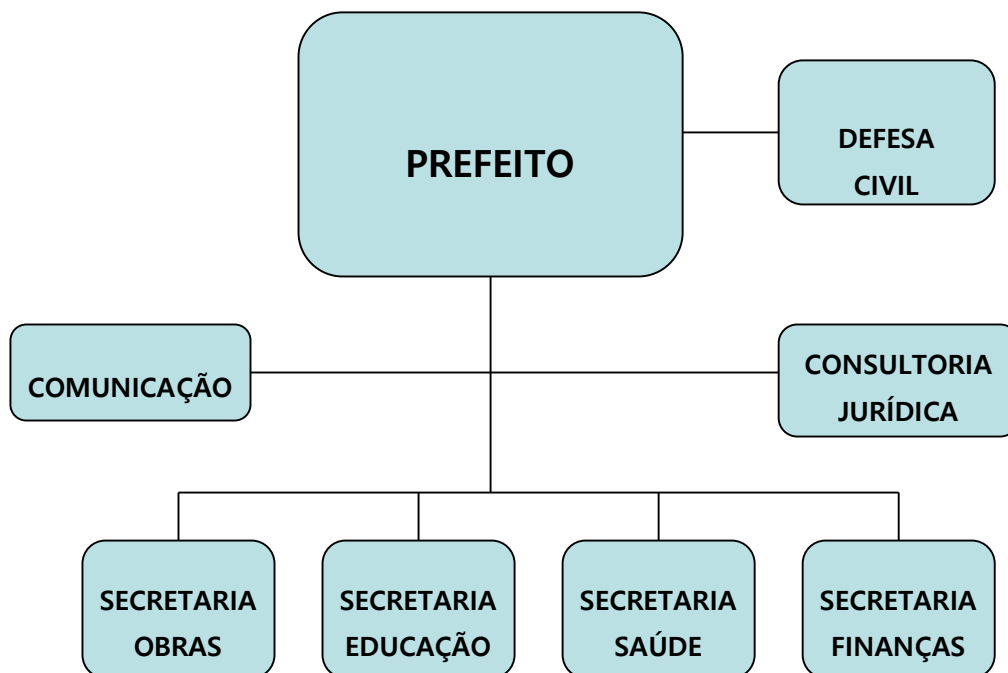 PREFEITO
DEFESA
CIVIL
COMUNICAÇÃO
CONSULTORIA
JURÍDICA
SECRETARIA
OBRAS
SECRETARIA
EDUCAÇÃO
SECRETARIA
SAÚDE
SECRETARIA
FINANÇAS